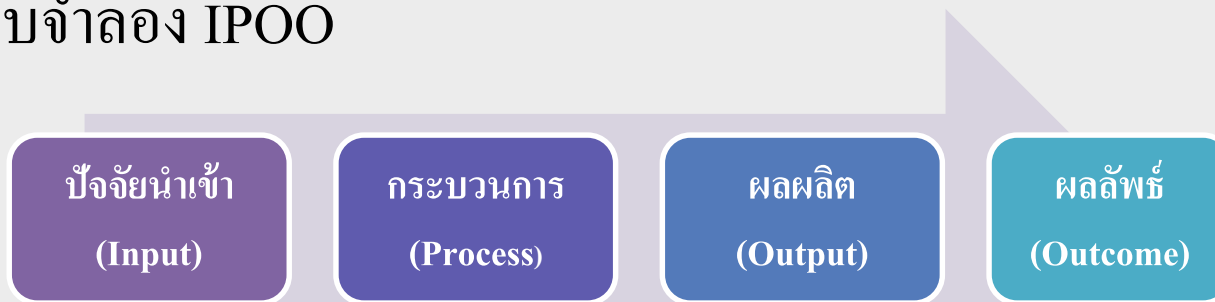 บจำลอง IPOO
ปัจจัยนำเข้า
(Input)
กระบวนการ
(Process)
ผลผลิต
(Output)
ผลลัพธ์
(Outcome)